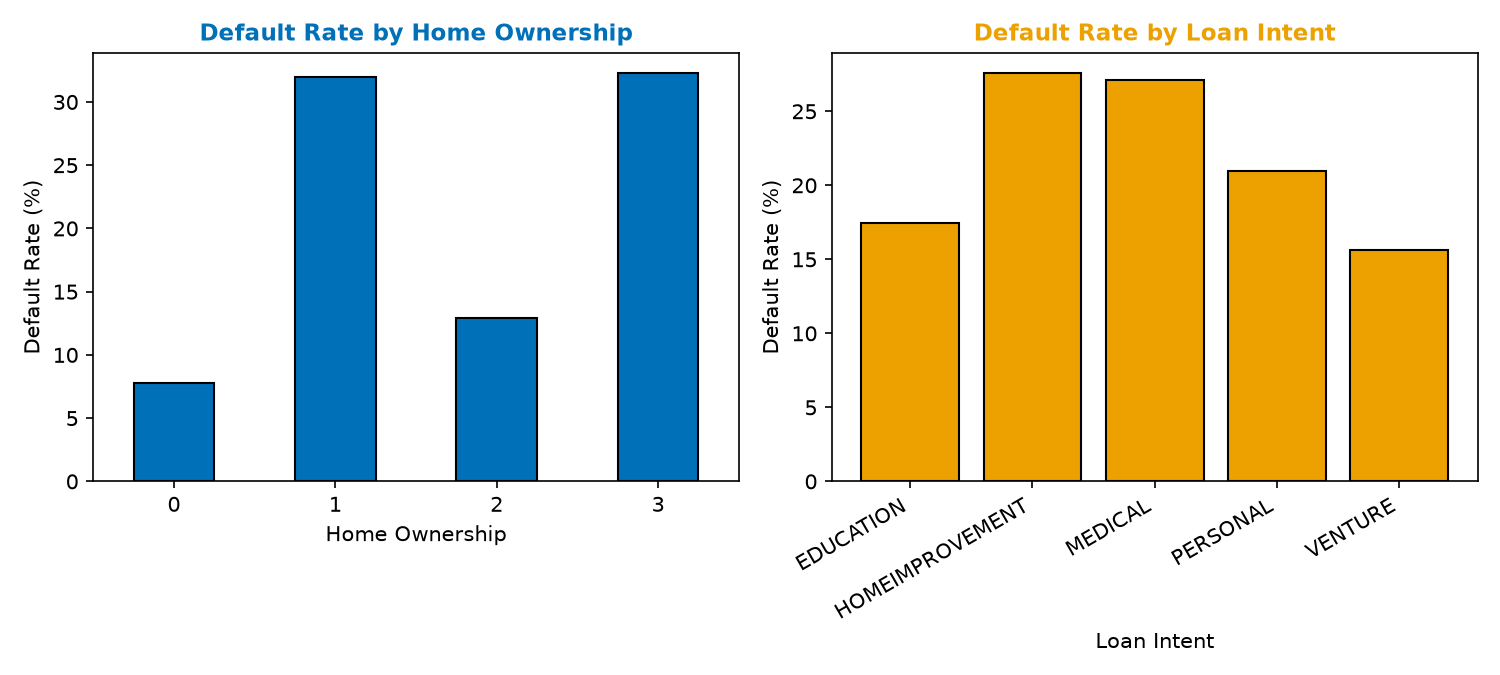 Default Rate by Home Ownership
Default Rate (%)
30
25
20
15
10
5
0
0 1 2 3
Home Ownership
Default Rate by Loan Intent
Default Rate (%)
25
20
15
10
5
0
EDUCATION
HOMEIMPROVEMENT
MEDICAL
PERSONAL
VENTURE
Loan Intent